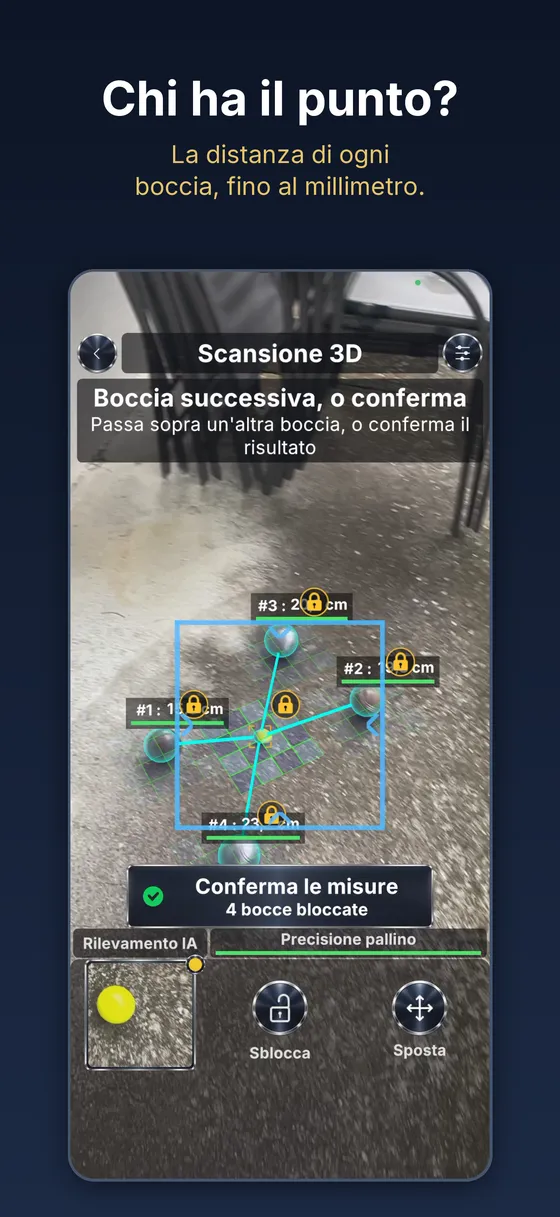 Chi ha il punto?
La distanza di ogni
boccia, fino al millimetro.
Scansione 3D
Boccia successiva, o conferma
Passa sopra un'altra boccia, o conferma il
risultato
#3 : cm
#2 : cm
#1 : cm
#4 : 23,
Conferma le misure
4 bocce bloccate
Rilevamento IA
Precisione pallino
Sblocca
Sposta